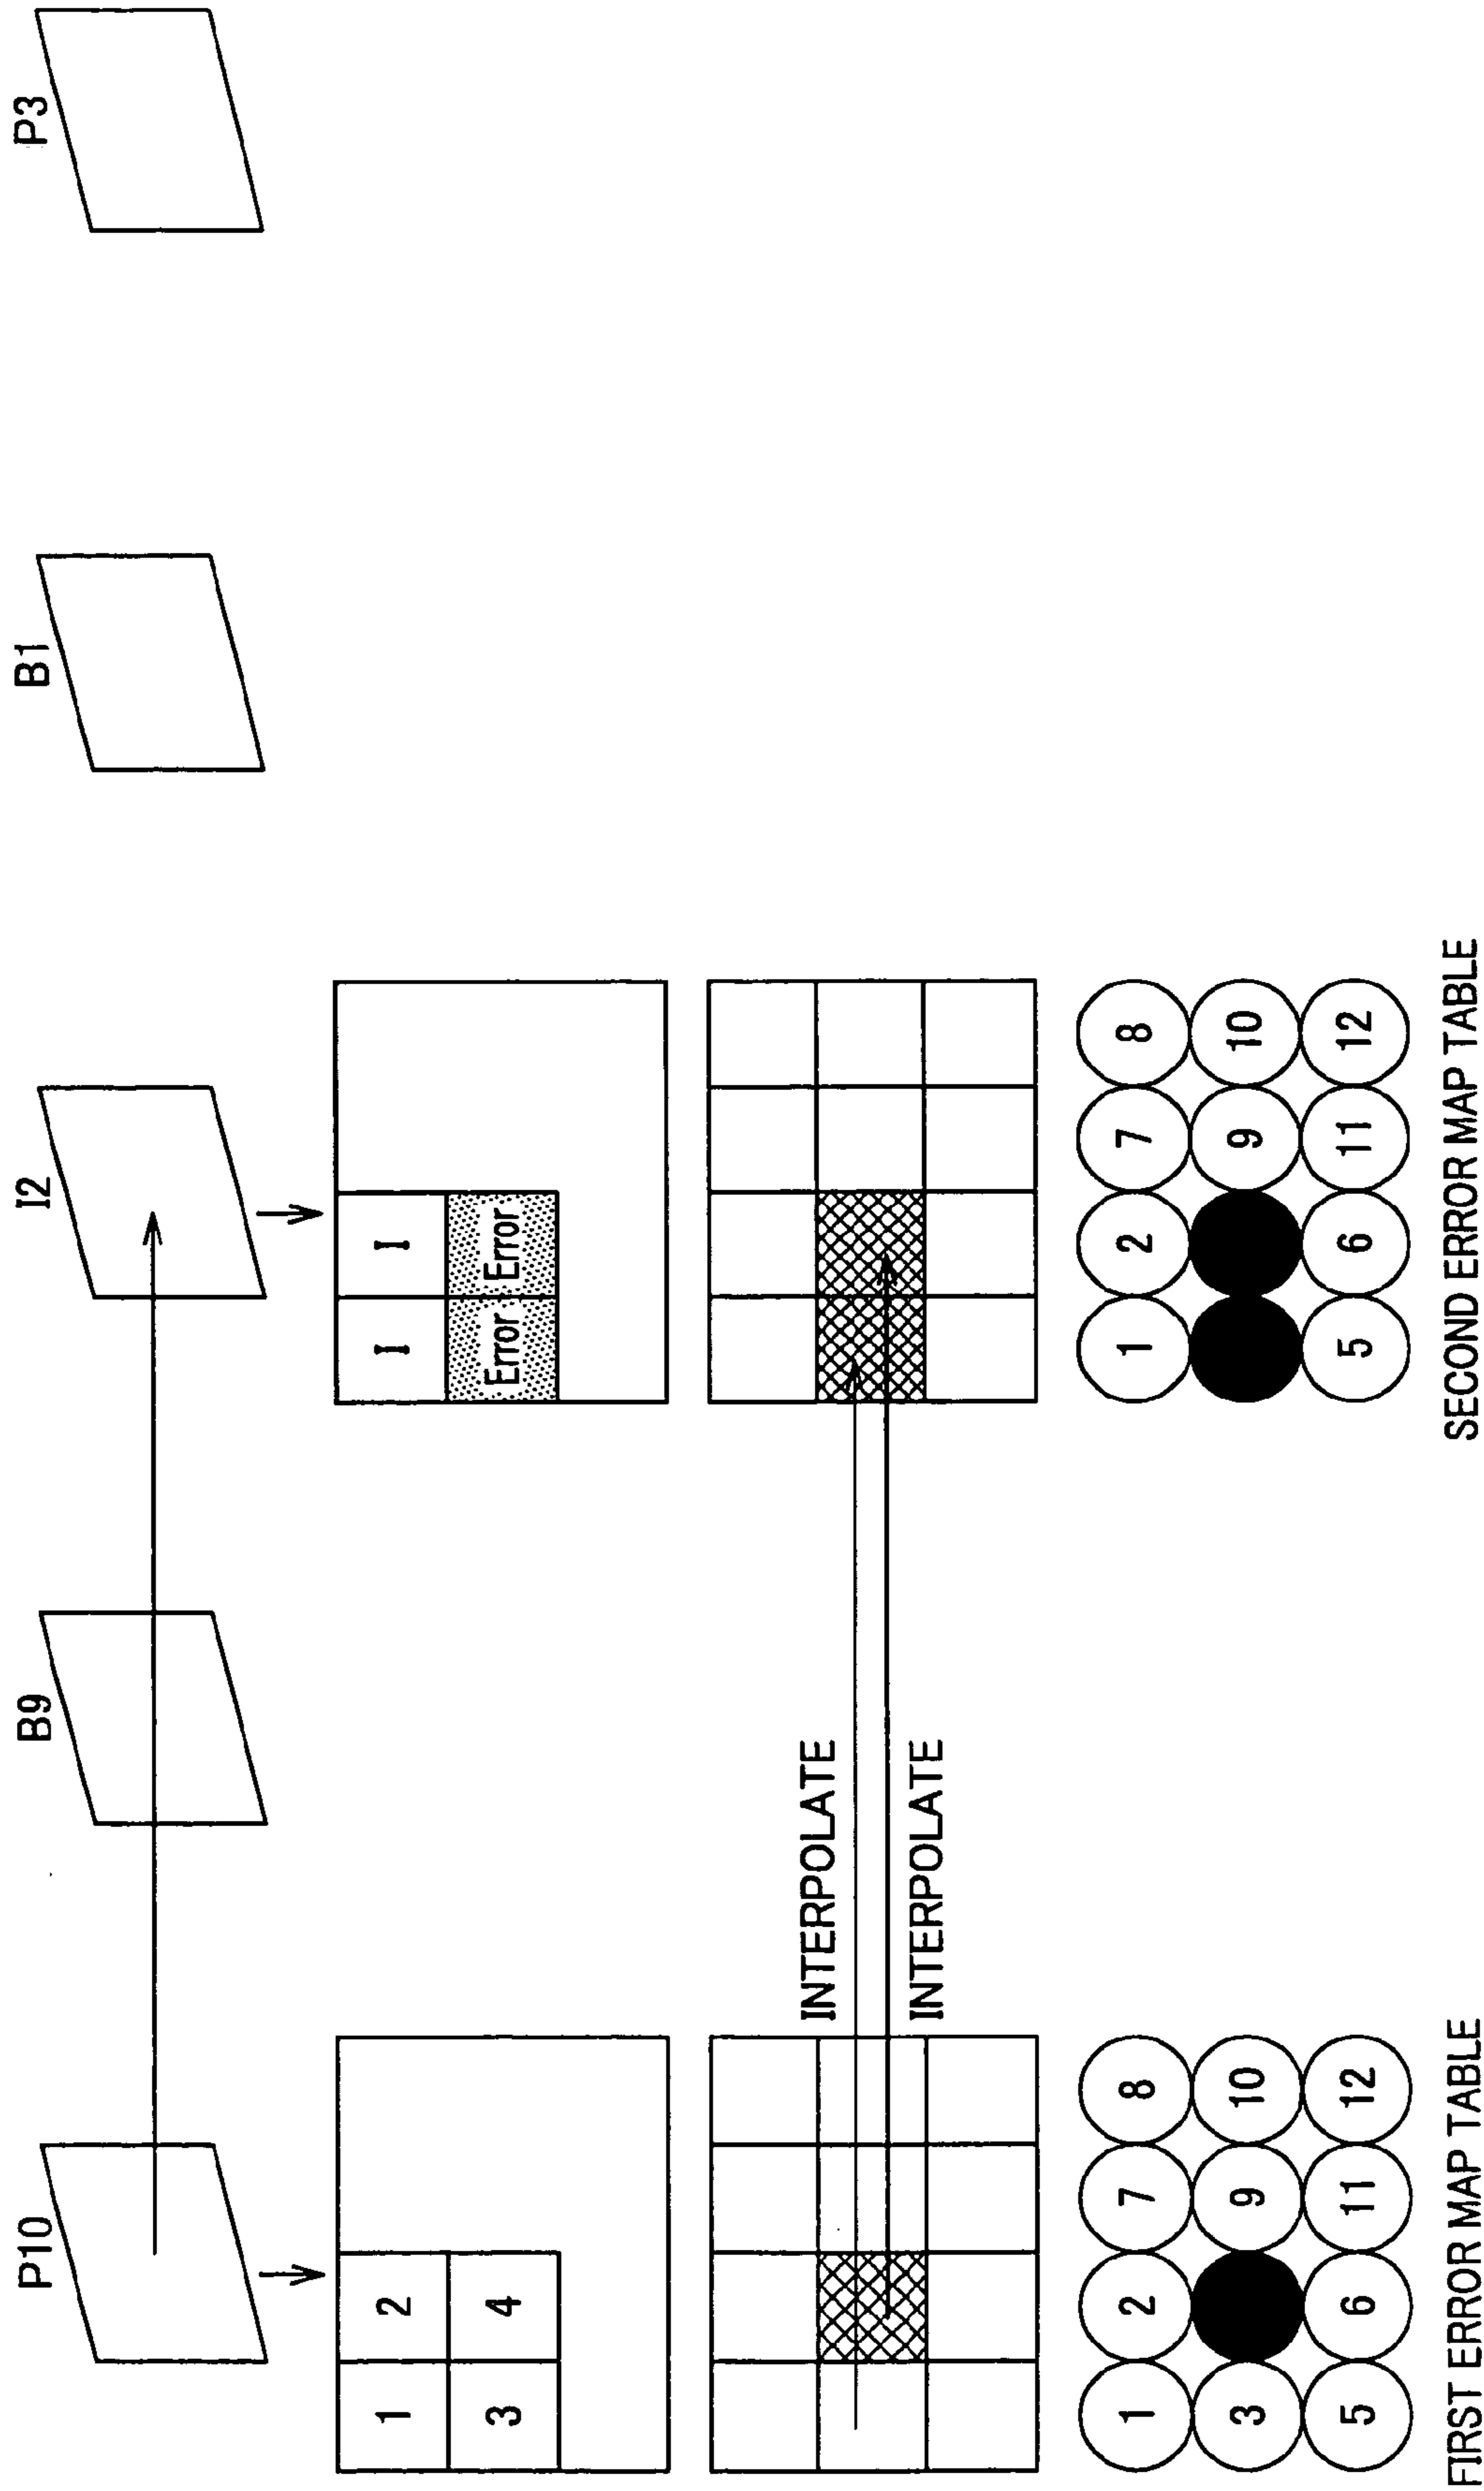 P10 B9 I2 B1 P3
1 2 I I
3 4 Error Error
INTERPOLATE
INTERPOLATE
1 2 7 8 1 2 7 8
3 9 10 9 10
5 6 11 12 5 6 11 12
FIRST ERROR MAP TABLE SECOND ERROR MAP TABLE